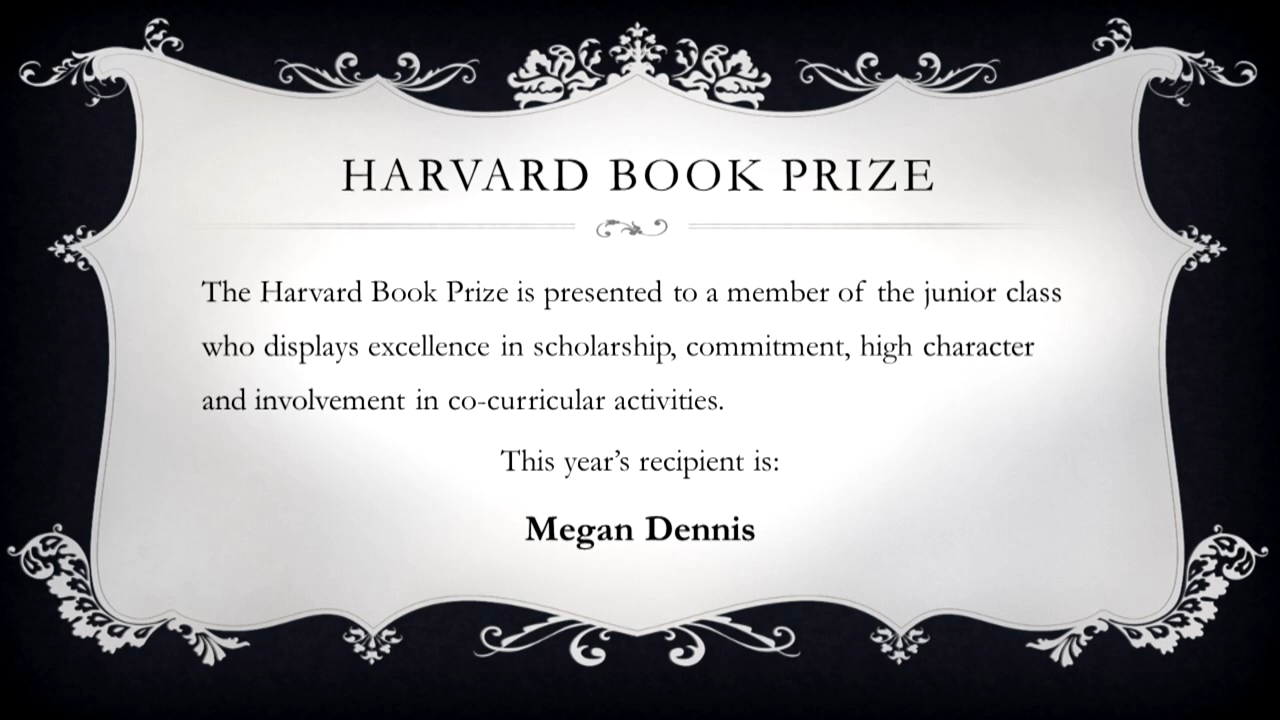 HARVARD BOOK PRIZE
The Harvard Book Prize is presented to a member of the junior class
who displays excellence in scholarship, commitment, high character
and involvement in co-curricular activities.
This year’s recipient is:
Megan Dennis